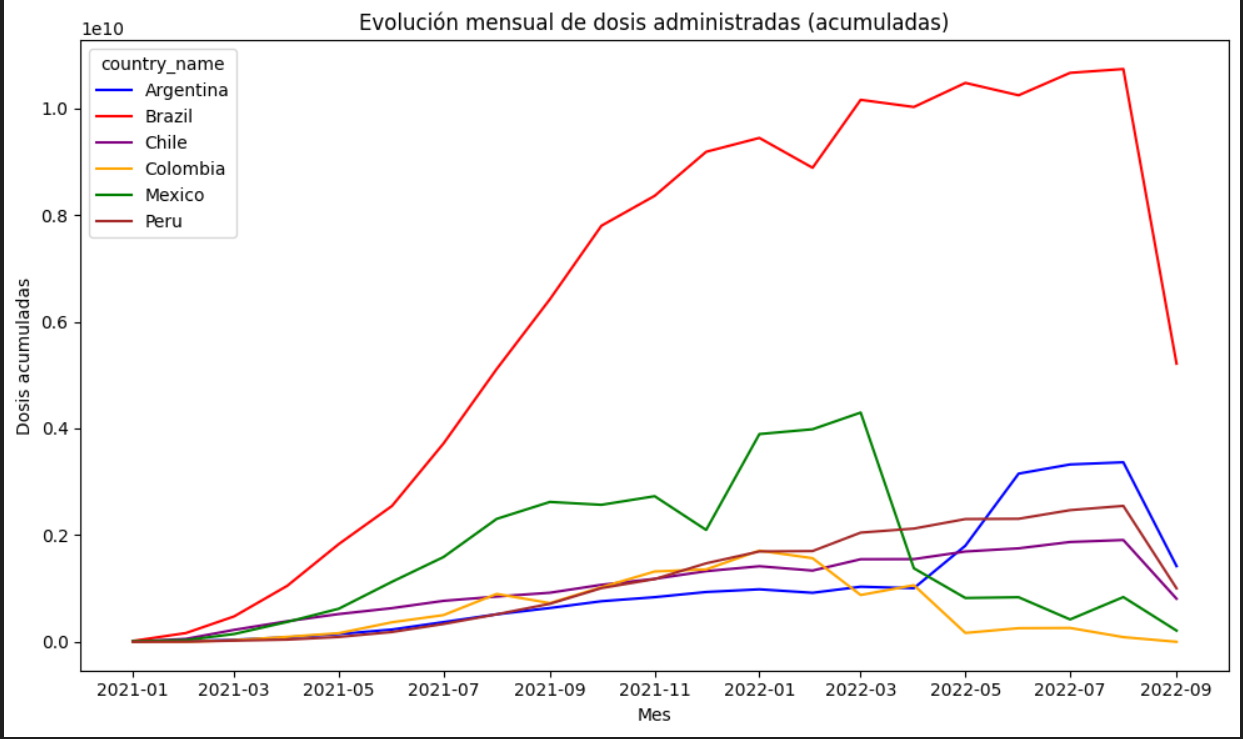 Evolución mensual de dosis administradas (acumuladas)
1e10
country_name
Argentina
Brazil
Chile
Colombia
Mexico
Peru
1.0
0.8
0.6
0.4
0.2
0.0
Dosis acumuladas
2021-01 2021-03 2021-05 2021-07 2021-09 2021-11 2022-01 2022-03 2022-05 2022-07 2022-09
Mes